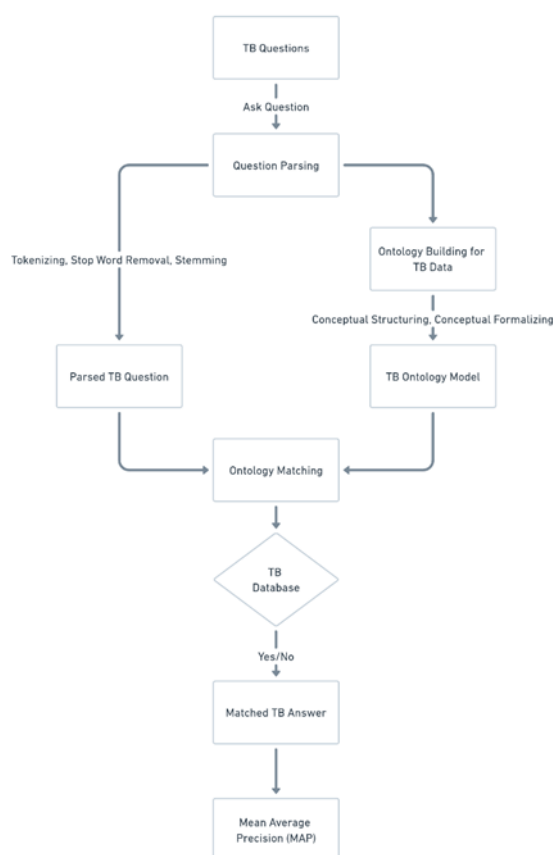 TB Questions
Ask Question
Question Parsing
Tokenizing, Stop Word Removal, Stemming
Ontology Building for
TB Data
Conceptual Structuring, Conceptual Formalizing
Parsed TB Question
TB Ontology Model
Ontology Matching
TB
Database
Yes/No
Matched TB Answer
Mean Average
Precision (MAP)